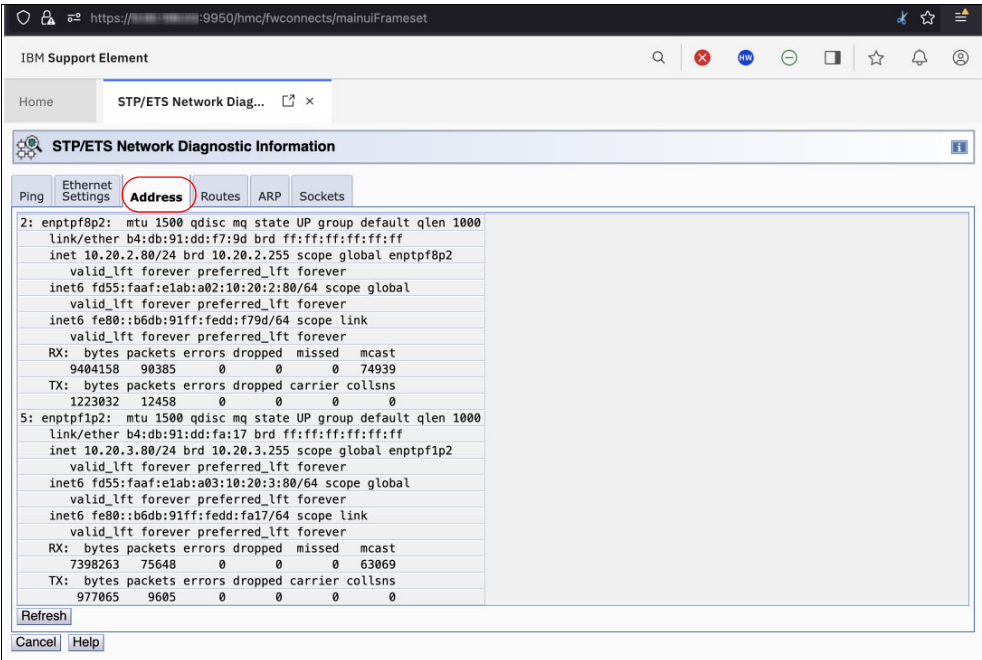 https:// :9950/hmc/fwconnects/mainuiFrameset
IBM Support Element
HW
Home
STP/ETS Network Diag...
STP/ETS Network Diagnostic Information
i
Ping
Ethernet
Settings
Address
Routes
ARP
Sockets
2: enptpf8p2:  mtu 1500 qdisc mq state UP group default qlen 1000
link/ether b4:db:91:dd:f7:9d brd ff:ff:ff:ff:ff:ff
inet 10.20.2.80/24 brd 10.20.2.255 scope global enptpf8p2
valid_lft forever preferred_lft forever
inet6 fd55:faaf:e1ab:a02:10:20:2:80/64 scope global
valid_lft forever preferred_lft forever
inet6 fe80::b6db:91ff:fedd:f79d/64 scope link
valid_lft forever preferred_lft forever
RX:  bytes packets errors dropped  missed   mcast
9404158   90385      0       0       0   74939
TX:  bytes packets errors dropped carrier collsns
1223032   12458      0       0       0       0
5: enptpf1p2:  mtu 1500 qdisc mq state UP group default qlen 1000
link/ether b4:db:91:dd:fa:17 brd ff:ff:ff:ff:ff:ff
inet 10.20.3.80/24 brd 10.20.3.255 scope global enptpf1p2
valid_lft forever preferred_lft forever
inet6 fd55:faaf:e1ab:a03:10:20:3:80/64 scope global
valid_lft forever preferred_lft forever
inet6 fe80::b6db:91ff:fedd:fa17/64 scope link
valid_lft forever preferred_lft forever
RX:  bytes packets errors dropped  missed   mcast
7398263   75648      0       0       0   63069
TX:  bytes packets errors dropped carrier collsns
977065    9605      0       0       0       0
Refresh
Cancel
Help